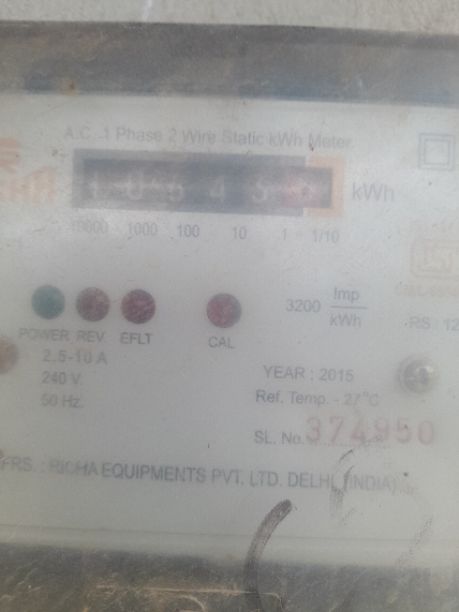 A.C. 1 Phase 2 Wire Static kWh Meter
kWh
10000 1000 100 10 1 1/10
3200 Imp
kWh
POWER REV EFLT CAL
2.5-10 A
240 V.
50 Hz.
YEAR : 2015
Ref. Temp. - 27°C
SL. No. 374950
FRS. : RICHA EQUIPMENTS PVT. LTD. DELHI (INDIA)